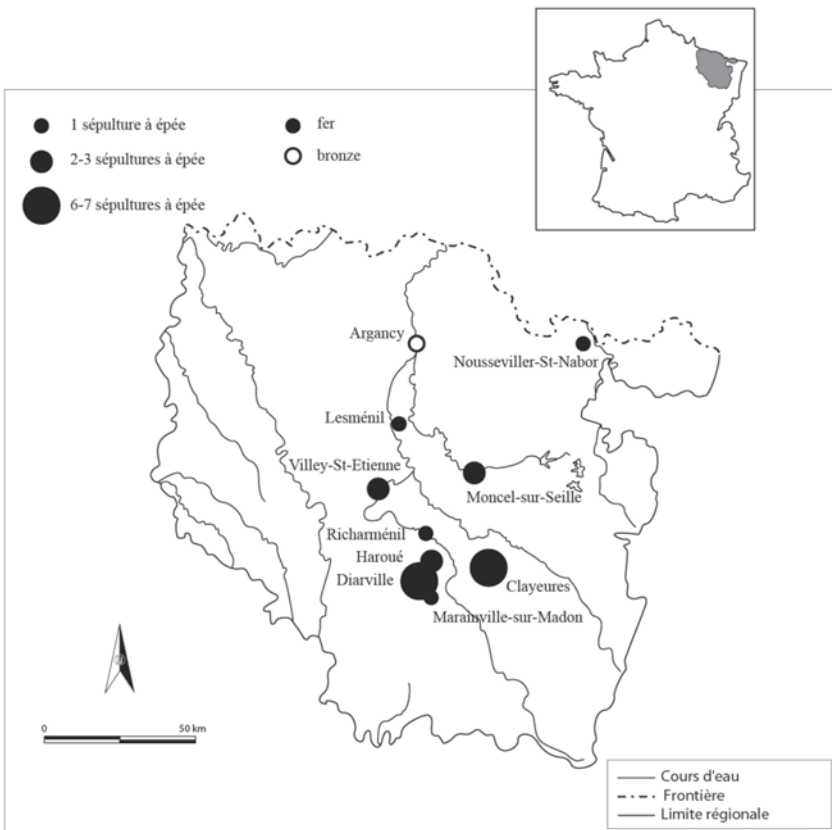 1 sépulture à épée
2-3 sépultures à épée
6-7 sépultures à épée
fer
bronze
Argancy
Nousseviller-St-Nabor
Lesménil
Villey-St-Etienne
Moncel-sur-Seille
Richarménil
Haroué
Diarville
Clayeures
Marainville-sur-Madon
0 50 km
Cours d'eau
Frontière
Limite régionale